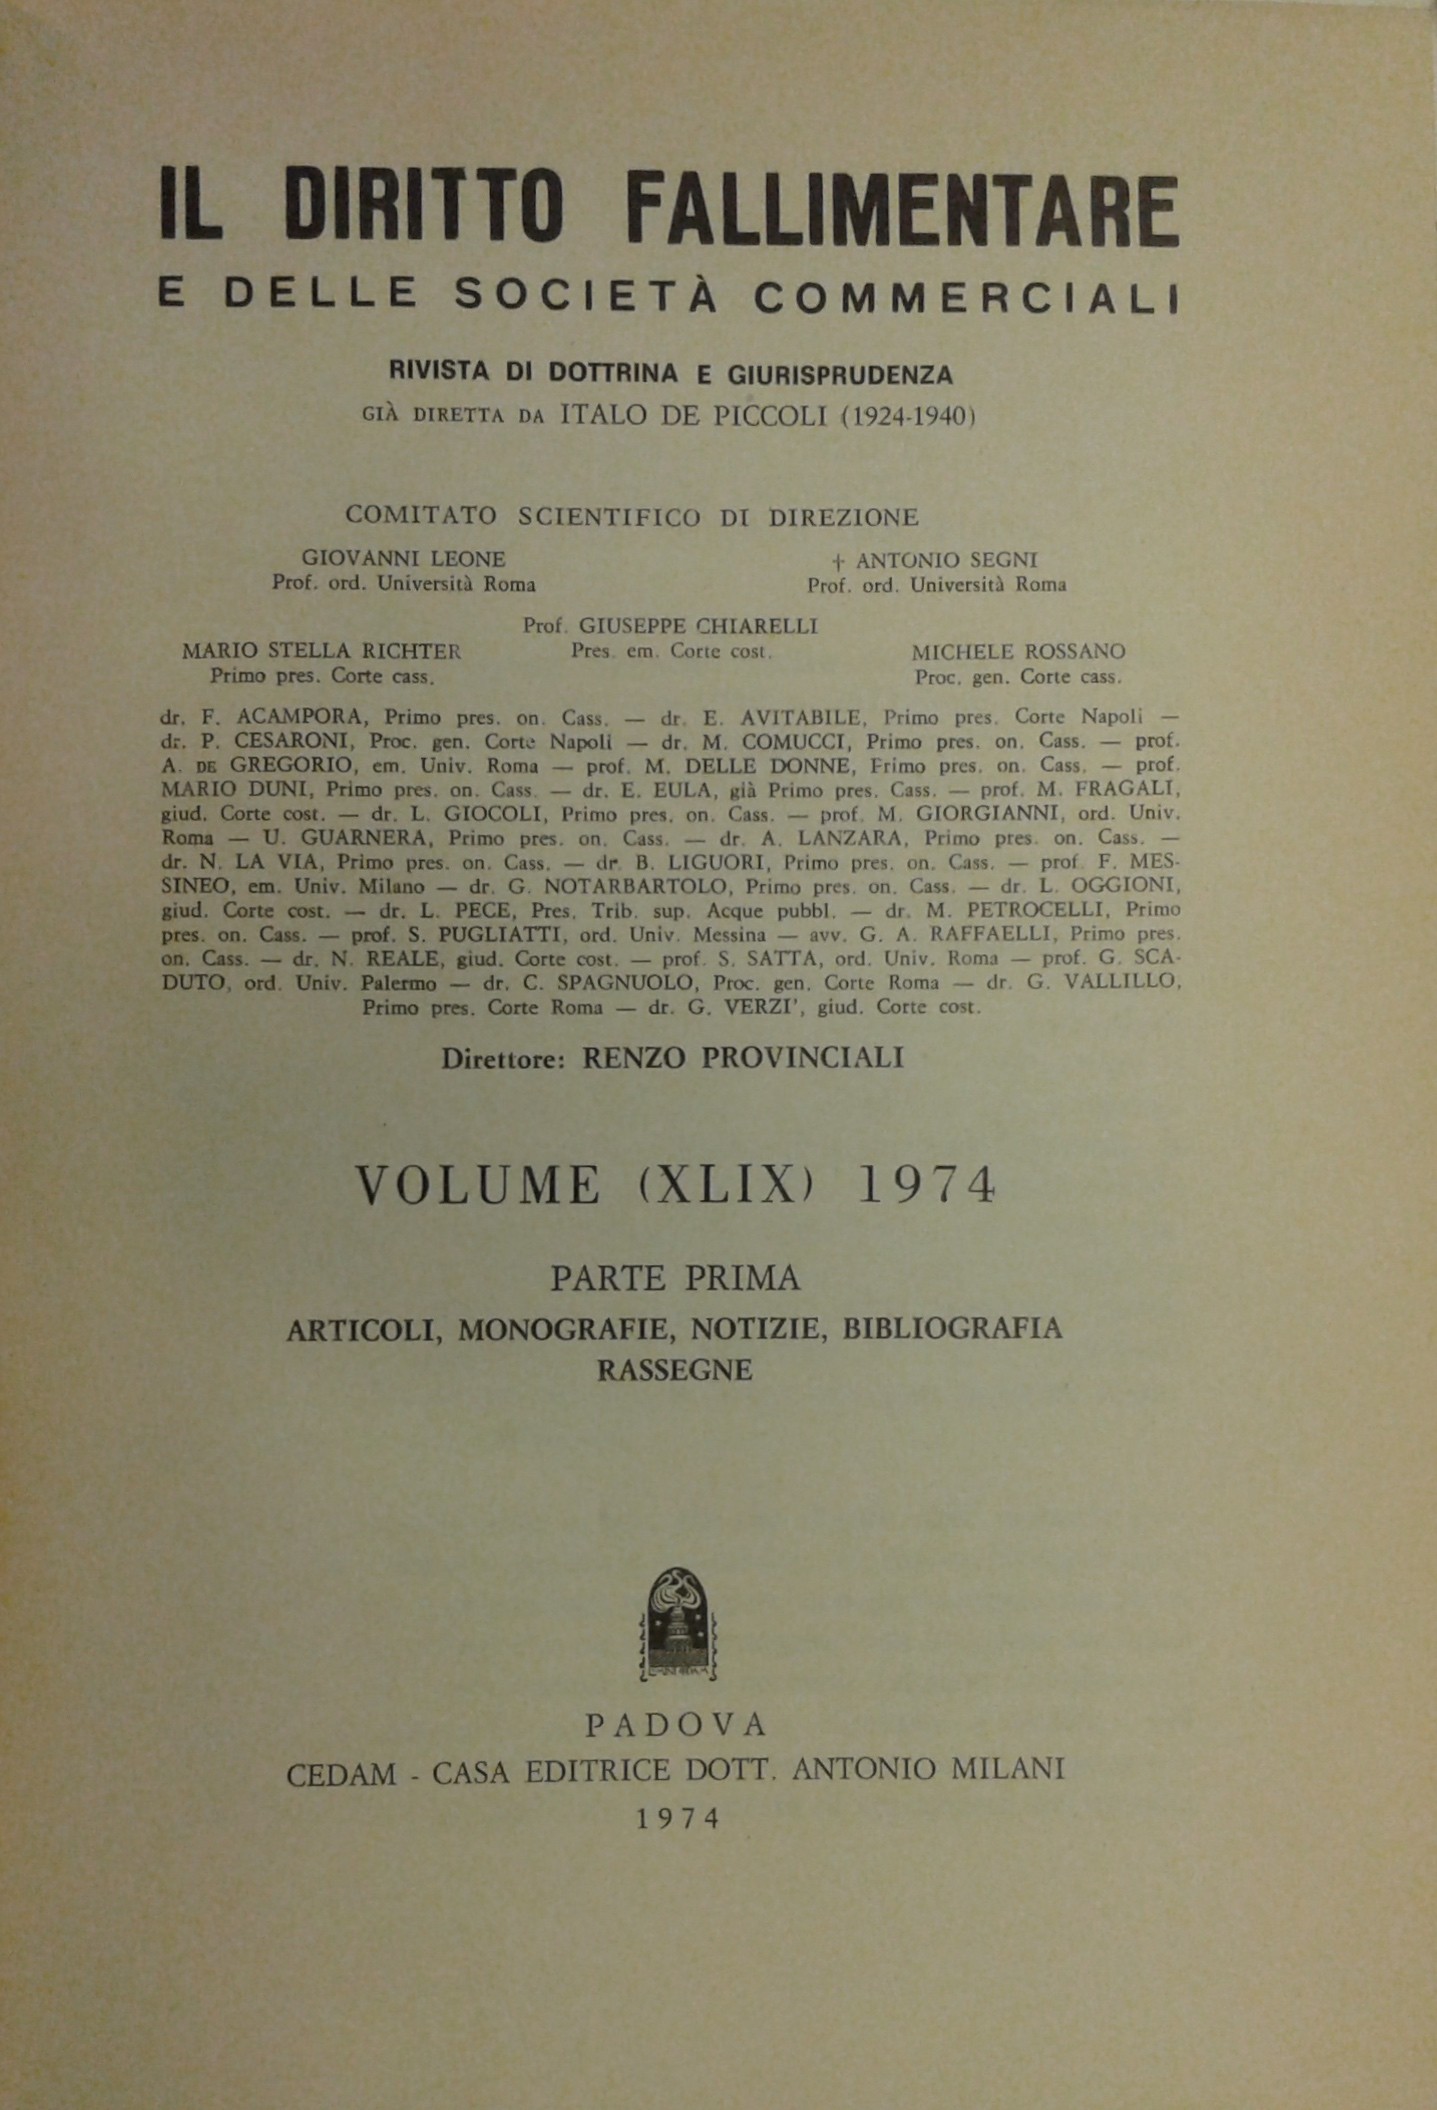 IL DIRITTO FALLIMENTARE
E DELLE SOCIETÀ COMMERCIALI
RIVISTA DI DOTTRINA E GIURISPRUDENZA
GIÀ DIRETTA DA ITALO DE PICCOLI (1924-1940)
COMITATO SCIENTIFICO DI DIREZIONE
GIOVANNI LEONE
Prof. ord. Università Roma
† ANTONIO SEGNI
Prof. ord. Università Roma
Prof. GIUSEPPE CHIARELLI
Pres. em. Corte cost.
MARIO STELLA RICHTER
Primo pres. Corte cass.
MICHELE ROSSANO
Proc. gen. Corte cass.
dr. F. ACAMPORA, Primo pres. on. Cass. — dr. E. AVITABILE, Primo pres. Corte Napoli —
dr. P. CESARONI, Proc. gen. Corte Napoli — dr. M. COMUCCI, Primo pres. on. Cass. — prof.
A. DE GREGORIO, em. Univ. Roma — prof. M. DELLE DONNE, Primo pres. on. Cass. — prof.
MARIO DUNI, Primo pres. on. Cass. — dr. E. EULA, già Primo pres. Cass. — prof. M. FRAGALI,
giud. Corte cost. — dr. L. GIOCOLI, Primo pres. on. Cass. — prof. M. GIORGIANNI, ord. Univ.
Roma — U. GUARNERA, Primo pres. on. Cass. — dr. A. LANZARA, Primo pres. on. Cass. —
dr. N. LA VIA, Primo pres. on. Cass. — dr. B. LIGUORI, Primo pres. on. Cass. — prof. F. MES-
SINEO, em. Univ. Milano — dr. G. NOTARBARTOLO, Primo pres. on. Cass. — dr. L. OGGIONI,
giud. Corte cost. — dr. L. PECE, Pres. Trib. sup. Acque pubbl. — dr. M. PETROCELLI, Primo
pres. on. Cass. — prof. S. PUGLIATTI, ord. Univ. Messina — avv. G. A. RAFFAELLI, Primo pres.
on. Cass. — dr. N. REALE, giud. Corte cost. — prof. S. SATTA, ord. Univ. Roma — prof. G. SCA-
DUTO, ord. Univ. Palermo — dr. C. SPAGNUOLO, Proc. gen. Corte Roma — dr. G. VALLILLO,
Primo pres. Corte Roma — dr. G. VERZI', giud. Corte cost.
Direttore: RENZO PROVINCIALI
VOLUME (XLIX) 1974
PARTE PRIMA
ARTICOLI, MONOGRAFIE, NOTIZIE, BIBLIOGRAFIA
RASSEGNE
PADOVA
CEDAM - CASA EDITRICE DOTT. ANTONIO MILANI
1974